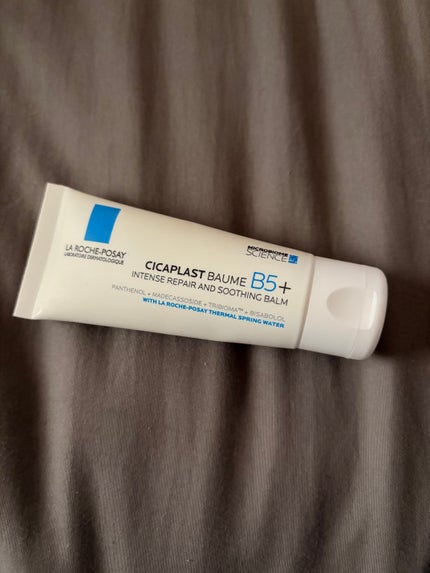 LA ROCHE-POSAY
LABORATOIRE DERMATOLOGIQUE
MICROBIOME
SCIENCE
CICAPLAST BAUME B5+
INTENSE REPAIR AND SOOTHING BALM
PANTHENOL + MADECASSOSIDE + TRIBIOMA™ + BISABOLOL
WITH LA ROCHE-POSAY THERMAL SPRING WATER